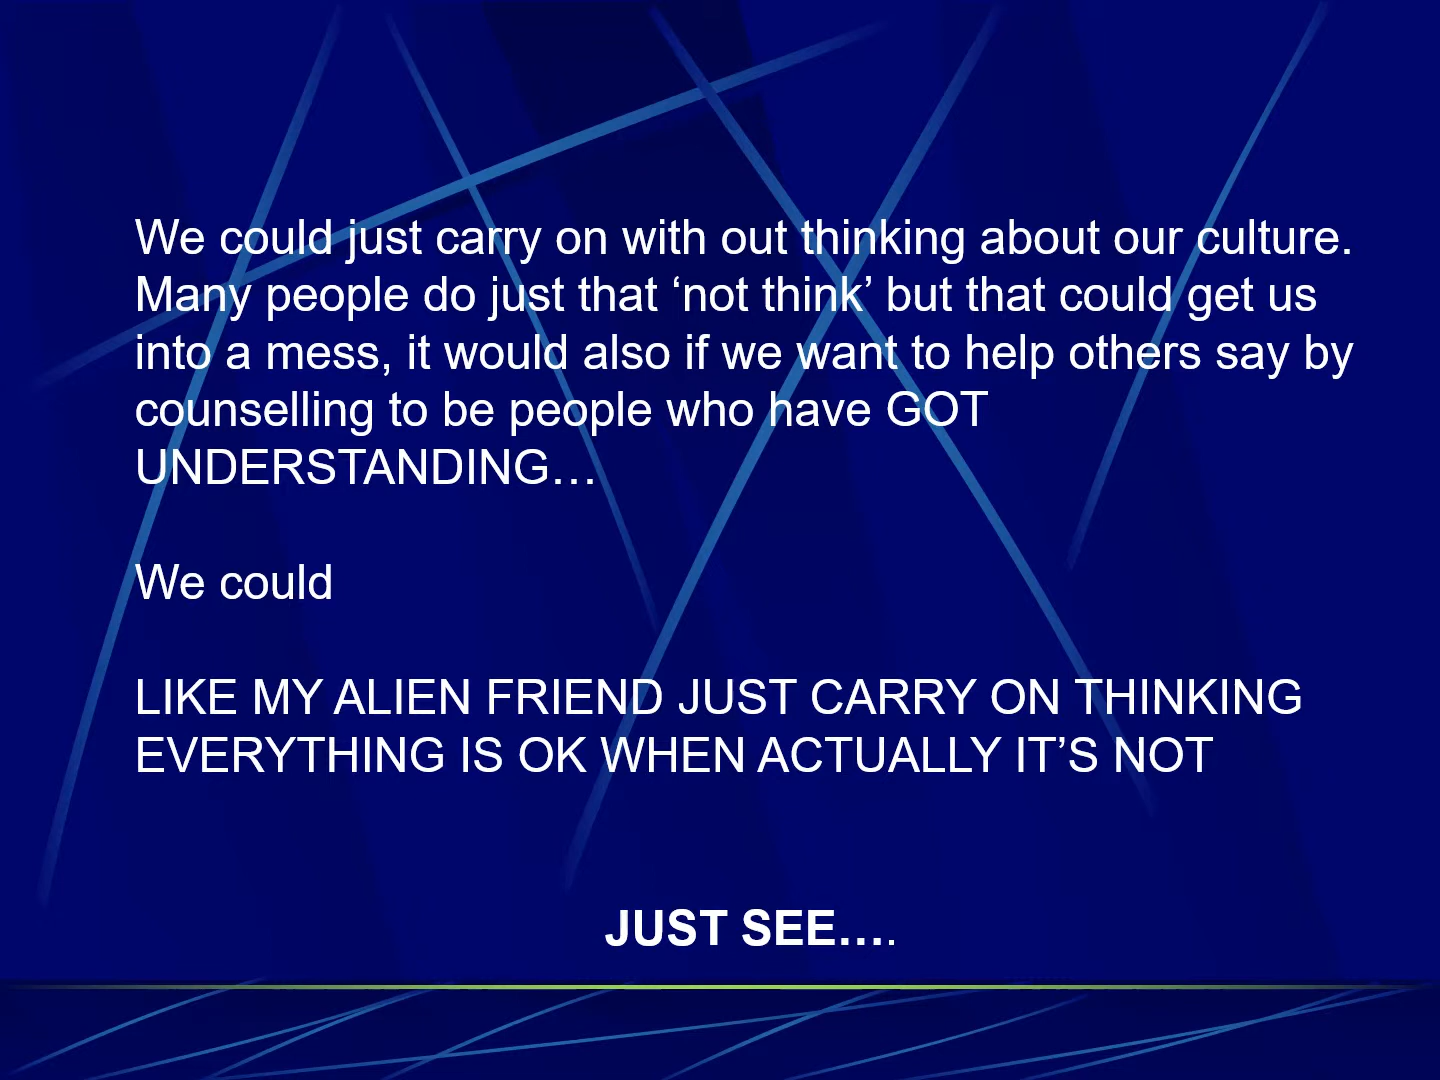 We could just carry on with out thinking about our culture.
Many people do just that ‘not think’ but that could get us
into a mess, it would also if we want to help others say by
counselling to be people who have GOT
UNDERSTANDING…
We could
LIKE MY ALIEN FRIEND JUST CARRY ON THINKING
EVERYTHING IS OK WHEN ACTUALLY IT’S NOT
JUST SEE….